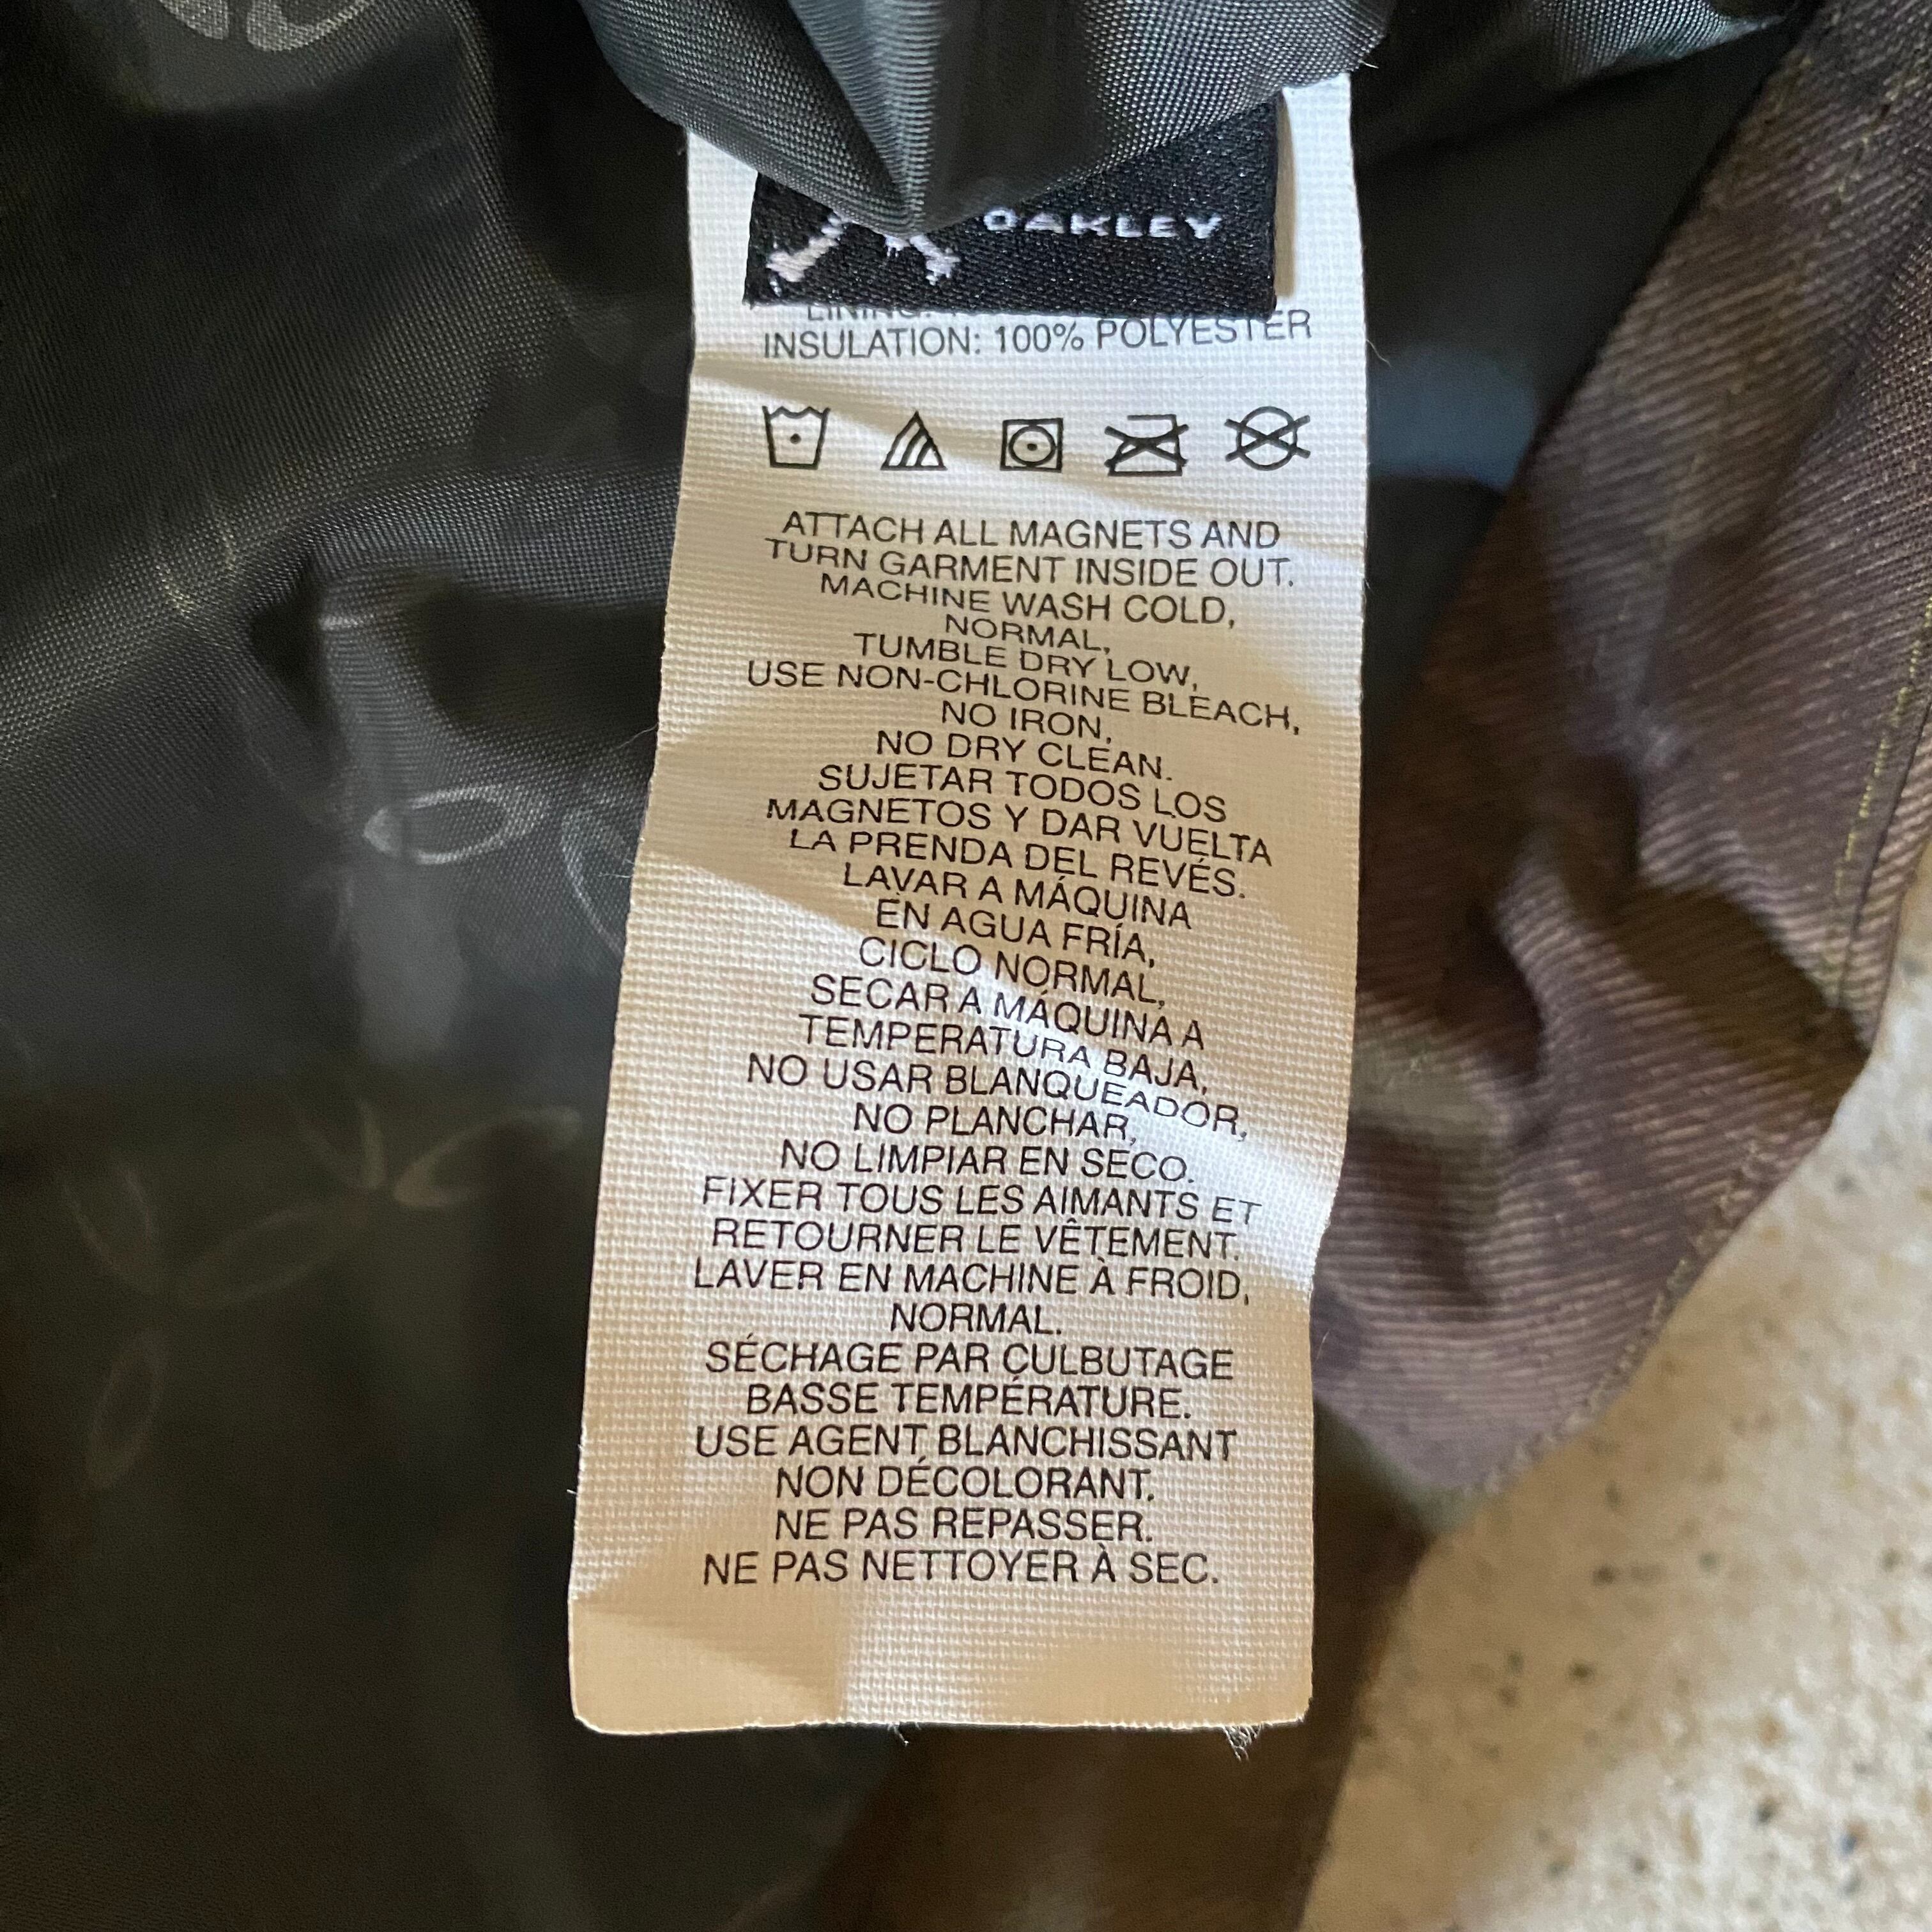 OAKLEY
LINING:
INSULATION: 100% POLYESTER
ATTACH ALL MAGNETS AND
TURN GARMENT INSIDE OUT.
MACHINE WASH COLD,
NORMAL,
TUMBLE DRY LOW,
USE NON-CHLORINE BLEACH,
NO IRON,
NO DRY CLEAN.
SUJETAR TODOS LOS
MAGNETOS Y DAR VUELTA
LA PRENDA DEL REVÉS.
LAVAR A MÁQUINA
EN AGUA FRÍA,
CICLO NORMAL,
SECAR A MÁQUINA A
TEMPERATURA BAJA,
NO USAR BLANQUEADOR,
NO PLANCHAR,
NO LIMPIAR EN SECO.
FIXER TOUS LES AIMANTS ET
RETOURNER LE VÊTEMENT.
LAVER EN MACHINE À FROID,
NORMAL.
SÉCHAGE PAR CULBUTAGE
BASSE TEMPÉRATURE.
USE AGENT BLANCHISSANT
NON DÉCOLORANT.
NE PAS REPASSER.
NE PAS NETTOYER À SEC.